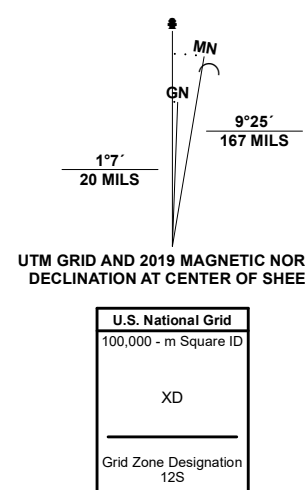 MN
GN
9°25´
167 MILS
1°7´
20 MILS
UTM GRID AND 2019 MAGNETIC NOR
DECLINATION AT CENTER OF SHEE
U.S. National Grid
100,000 - m Square ID
XD
Grid Zone Designation
12S